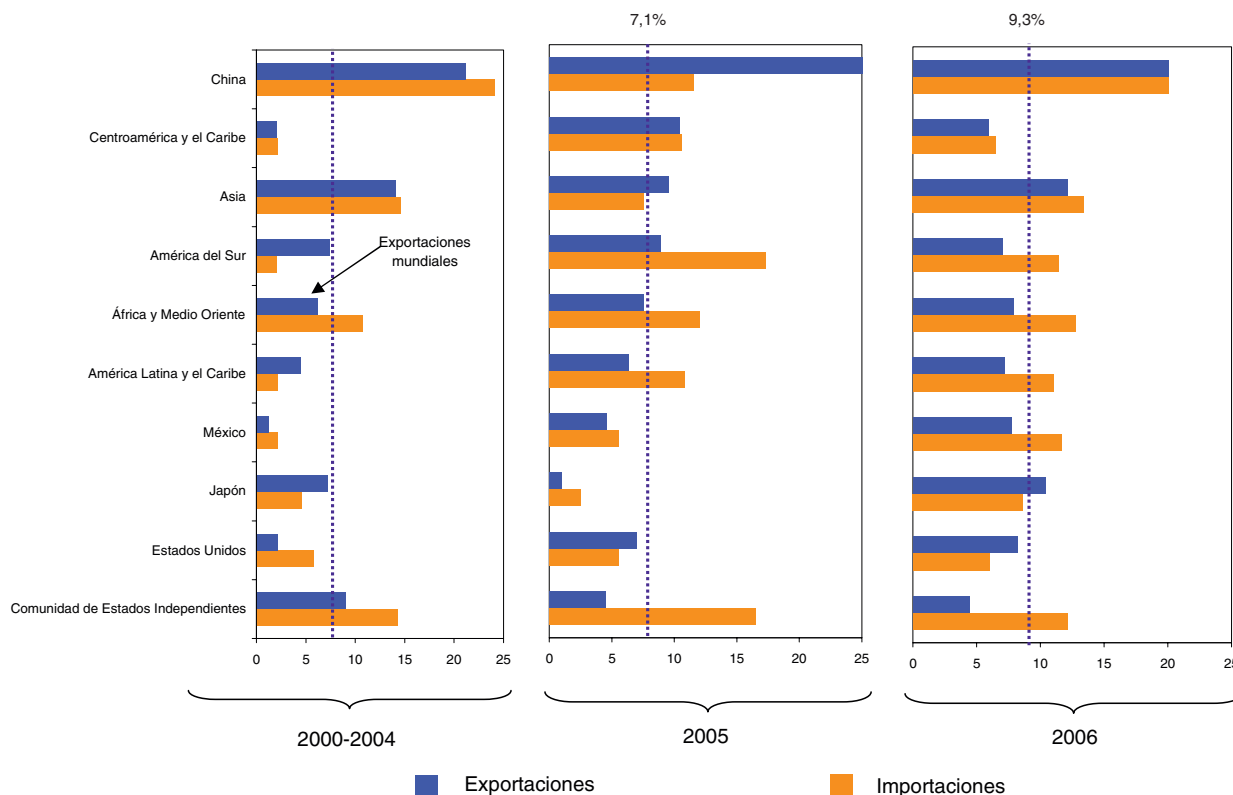 7,1%
9,3%
China
Centroamérica y el Caribe
Asia
América del Sur
Exportaciones
mundiales
África y Medio Oriente
América Latina y el Caribe
México
Japón
Estados Unidos
Comunidad de Estados Independientes
0 5 10 15 20 25
0 5 10 15 20 25
0 5 10 15 20 25
2000-2004
2005
2006
Exportaciones
Importaciones